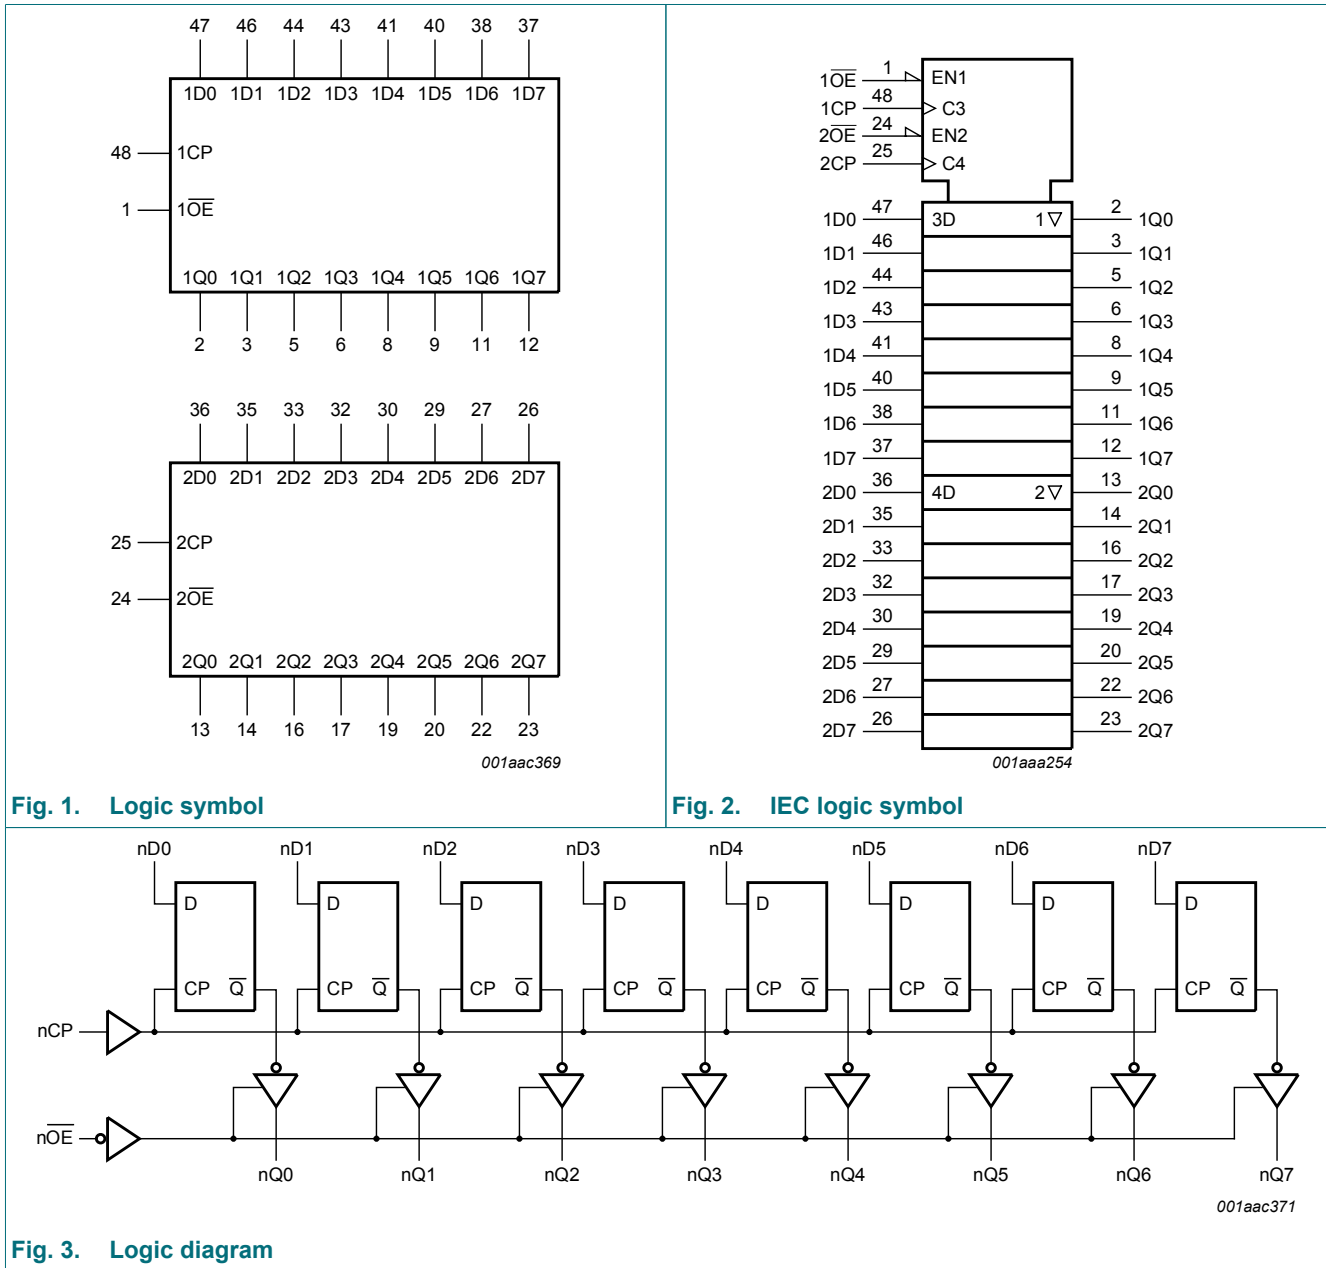 47 46 44 43 41 40 38 37
1D0 1D1 1D2 1D3 1D4 1D5 1D6 1D7
48 1CP
1 1O̅E̅
1Q0 1Q1 1Q2 1Q3 1Q4 1Q5 1Q6 1Q7
2 3 5 6 8 9 11 12
36 35 33 32 30 29 27 26
2D0 2D1 2D2 2D3 2D4 2D5 2D6 2D7
25 2CP
24 2O̅E̅
2Q0 2Q1 2Q2 2Q3 2Q4 2Q5 2Q6 2Q7
13 14 16 17 19 20 22 23
001aac369
Fig. 1. Logic symbol
1O̅E̅ 1 EN1
1CP 48 C3
2O̅E̅ 24 EN2
2CP 25 C4
1D0 47 3D 1▽ 2 1Q0
1D1 46 3 1Q1
1D2 44 5 1Q2
1D3 43 6 1Q3
1D4 41 8 1Q4
1D5 40 9 1Q5
1D6 38 11 1Q6
1D7 37 12 1Q7
2D0 36 4D 2▽ 13 2Q0
2D1 35 14 2Q1
2D2 33 16 2Q2
2D3 32 17 2Q3
2D4 30 19 2Q4
2D5 29 20 2Q5
2D6 27 22 2Q6
2D7 26 23 2Q7
001aaa254
Fig. 2. IEC logic symbol
nD0 nD1 nD2 nD3 nD4 nD5 nD6 nD7
D D D D D D D D
CP Q̅ CP Q̅ CP Q̅ CP Q̅ CP Q̅ CP Q̅ CP Q̅ CP Q̅
nCP
nO̅E̅
nQ0 nQ1 nQ2 nQ3 nQ4 nQ5 nQ6 nQ7
001aac371
Fig. 3. Logic diagram